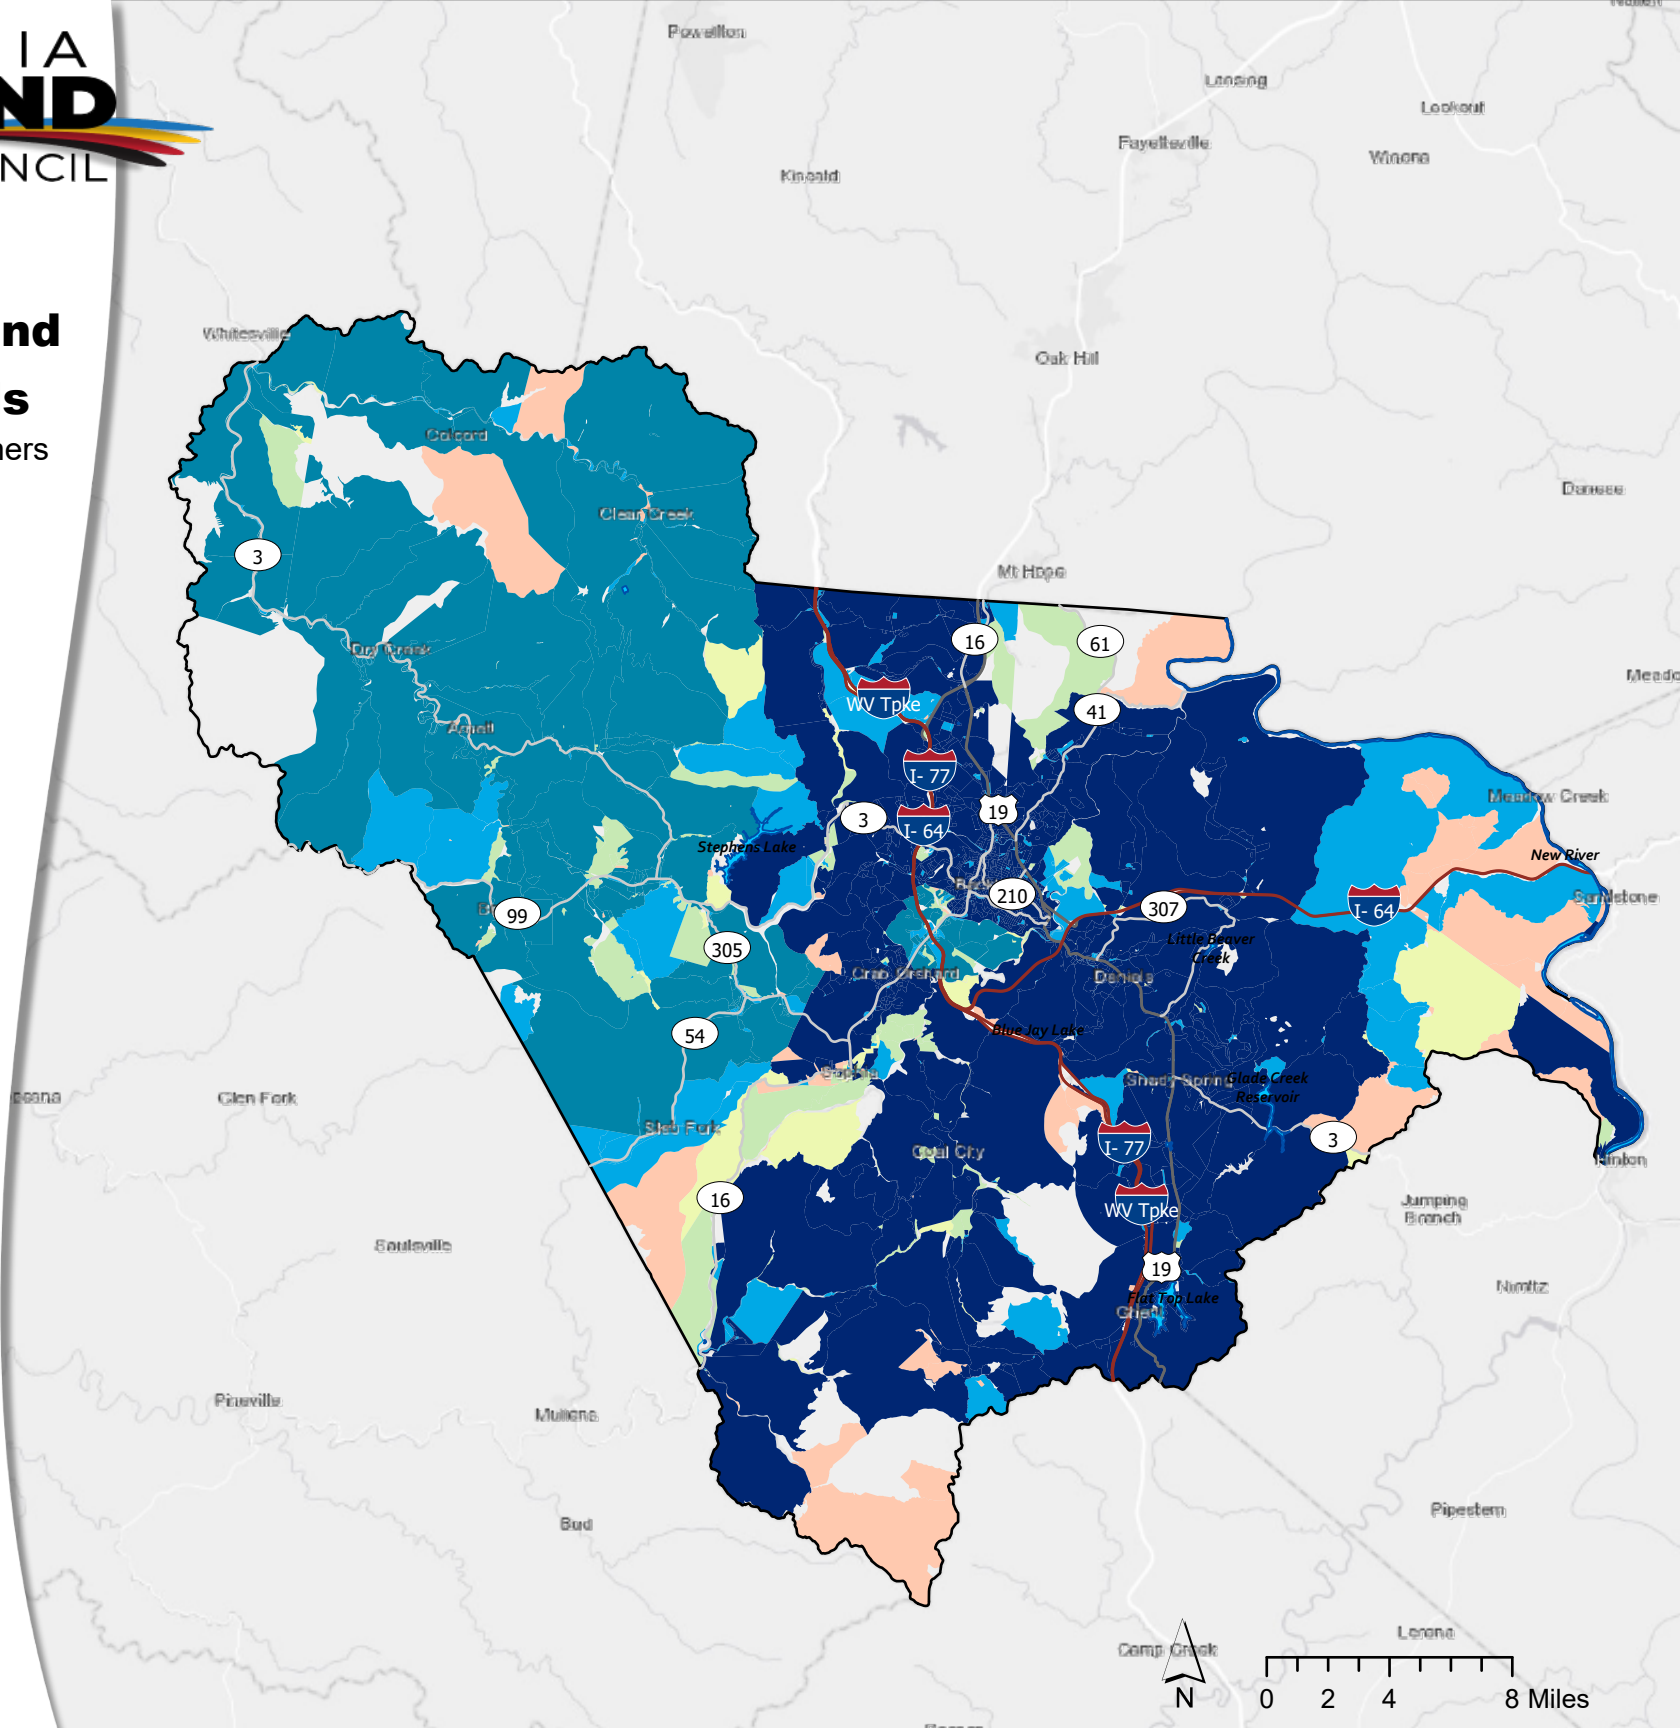 IA
ND
NCIL
nd
s
ners
Powellton
Lansing
Lookout
Fayetteville
Winona
Kincaid
Whitesville
Oak Hill
Colcord
Danese
Clear Creek
3
Mt Hope
16
61
Dry Creek
Meado
WV Tpke
41
Arnett
I- 77
Meadow Creek
3
19
I- 64
Stephens Lake
New River
210
Sandstone
99
307
I- 64
305
Little Beaver
Creek
Crab Orchard
Daniels
54
Blue Jay Lake
Sophia
Shady Spring
Glade Creek
Reservoir
Glen Fork
Slab Fork
3
I- 77
Coal City
Hinton
16
Jumping
Branch
WV Tpke
Saulsville
19
Nimitz
Flat Top Lake
Ghent
Pineville
Mullens
Bud
Pipestem
Lerona
Camp Creek
N
0 2 4 8 Miles